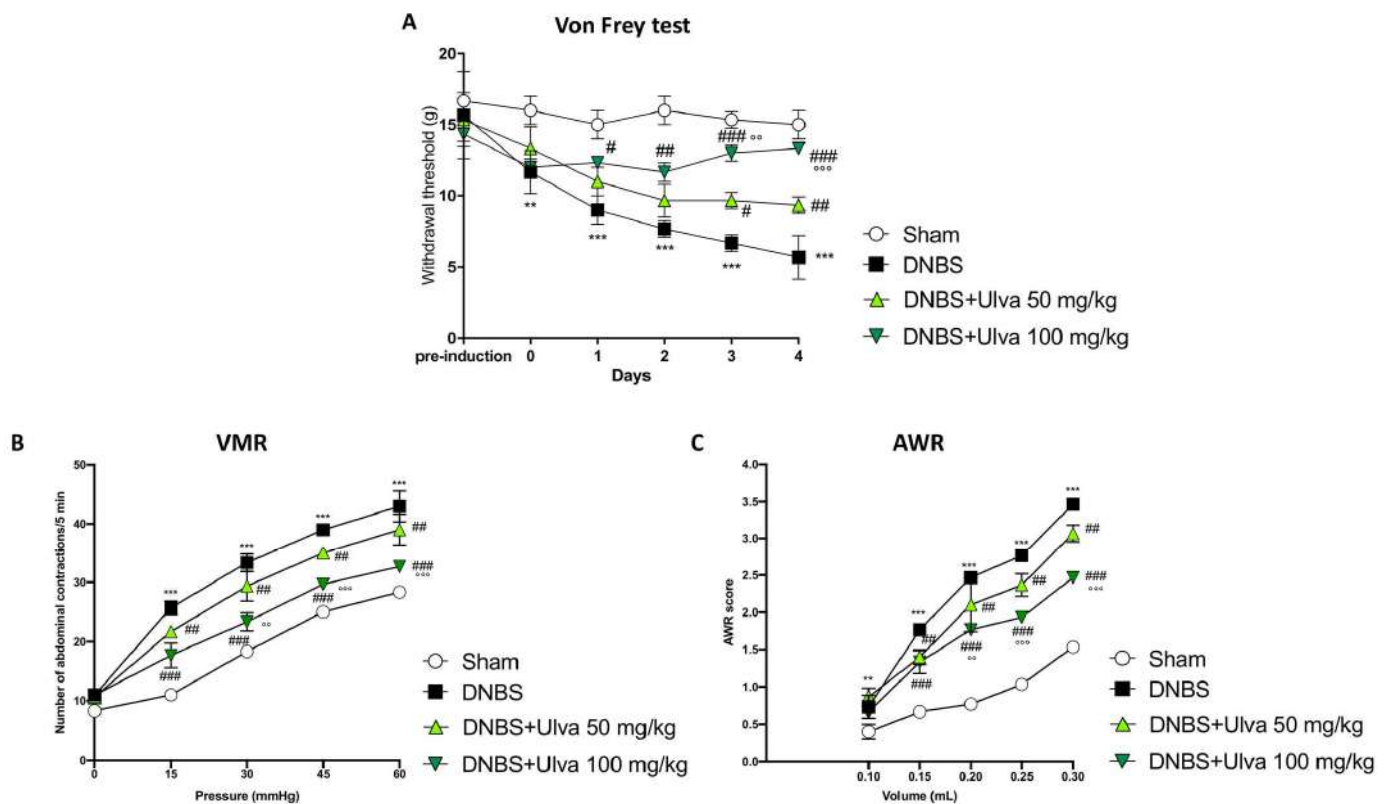 A
Von Frey test
Withdrawal threshold (g)
20
15
10
5
0
# ## ### °° ###
°°°
# ##
** *** *** *** ***
pre-induction 0 1 2 3 4
Days
Sham
DNBS
DNBS+Ulva 50 mg/kg
DNBS+Ulva 100 mg/kg
B
VMR
Number of abdominal contractions/5 min
50
40
30
20
10
0
*** *** *** ***
## ## ## ##
### ### °° ### °°° ###
°°°
0 15 30 45 60
Pressure (mmHg)
Sham
DNBS
DNBS+Ulva 50 mg/kg
DNBS+Ulva 100 mg/kg
C
AWR
AWR score
4.0
3.5
3.0
2.5
2.0
1.5
1.0
0.5
0.0
** *** *** *** ***
## ## ## ##
### ### ### ###
°° °°° °°°
0.10 0.15 0.20 0.25 0.30
Volume (mL)
Sham
DNBS
DNBS+Ulva 50 mg/kg
DNBS+Ulva 100 mg/kg